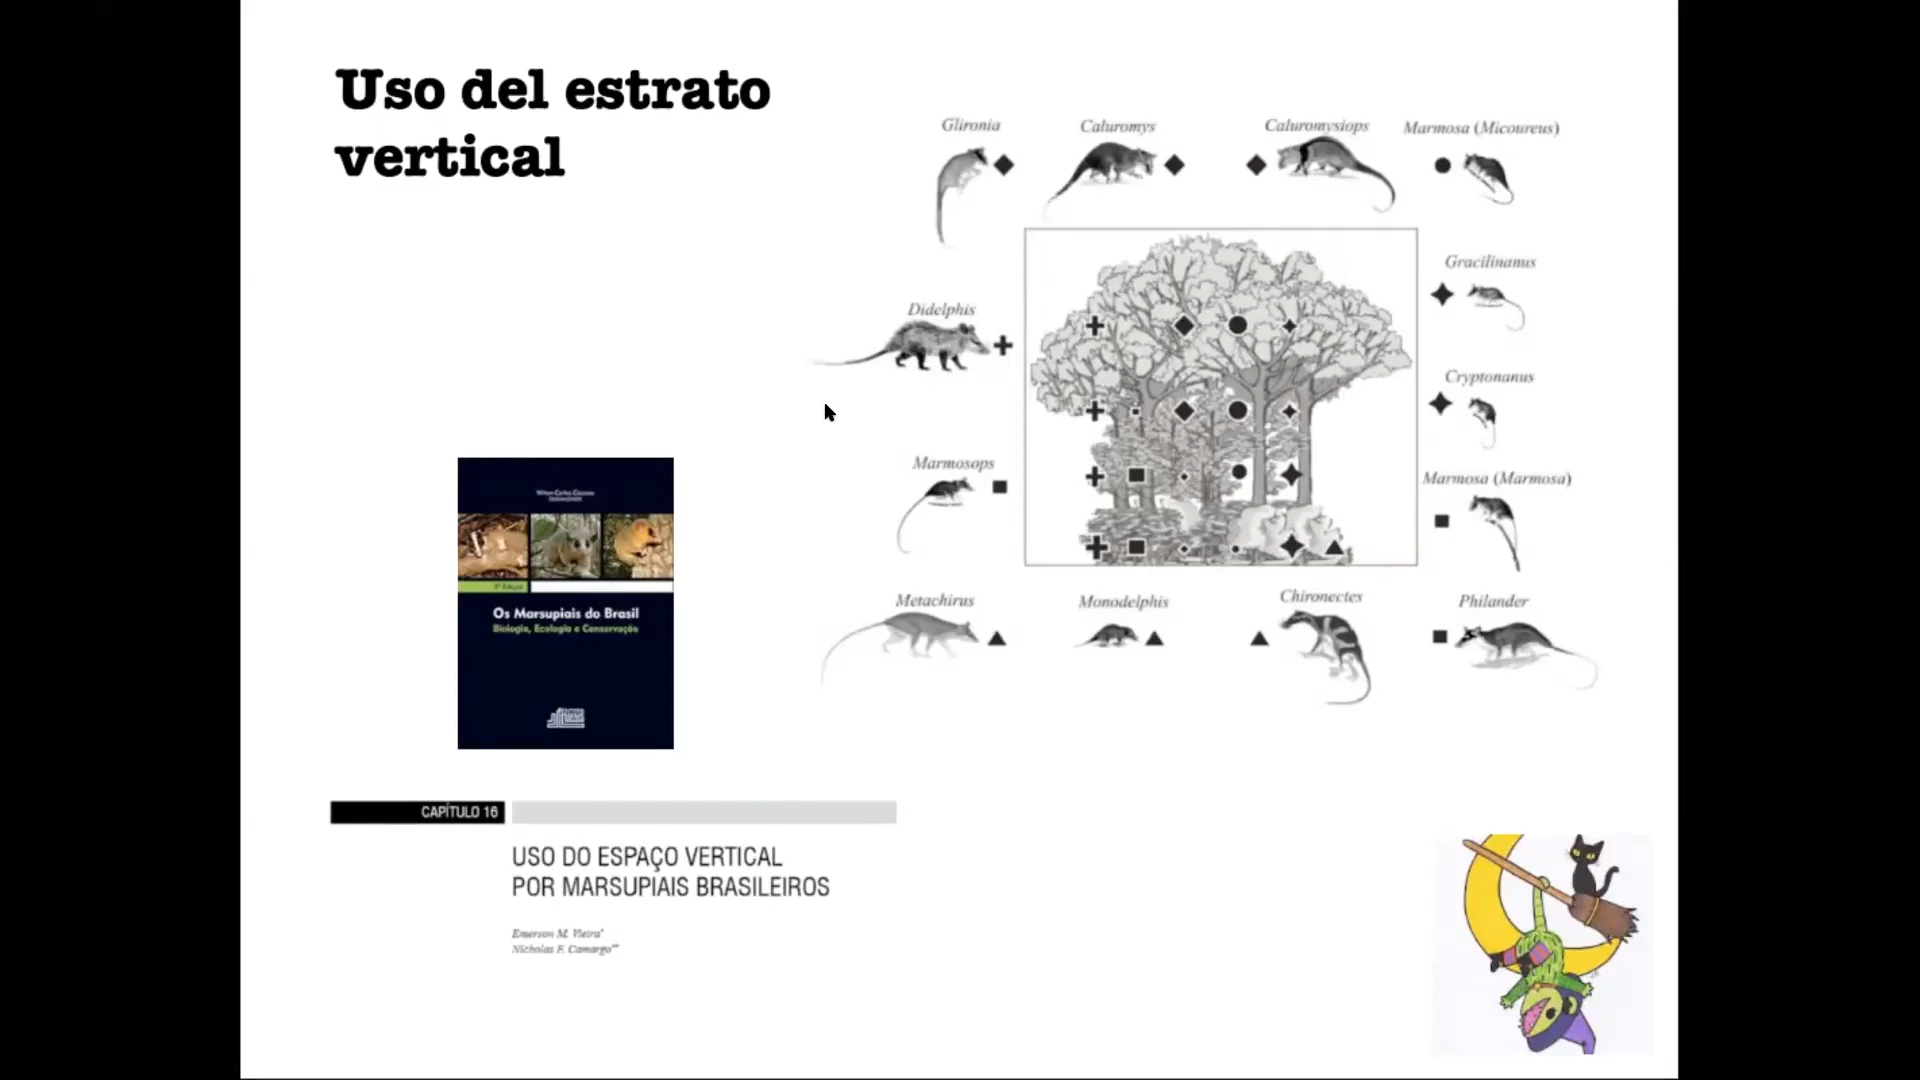 Uso del estrato
vertical
Glironia
Caluromys
Caluromysiops
Marmosa (Micoureus)
Gracilinanus
Didelphis
Cryptonanus
Marmosops
Marmosa (Marmosa)
Metachirus
Monodelphis
Chironectes
Philander
Os Marsupiais do Brasil
Biologia, Ecologia e Conservação
CAPÍTULO 16
USO DO ESPAÇO VERTICAL
POR MARSUPIAIS BRASILEIROS
Emerson M. Vieira*
Nicholas F. Camargo**